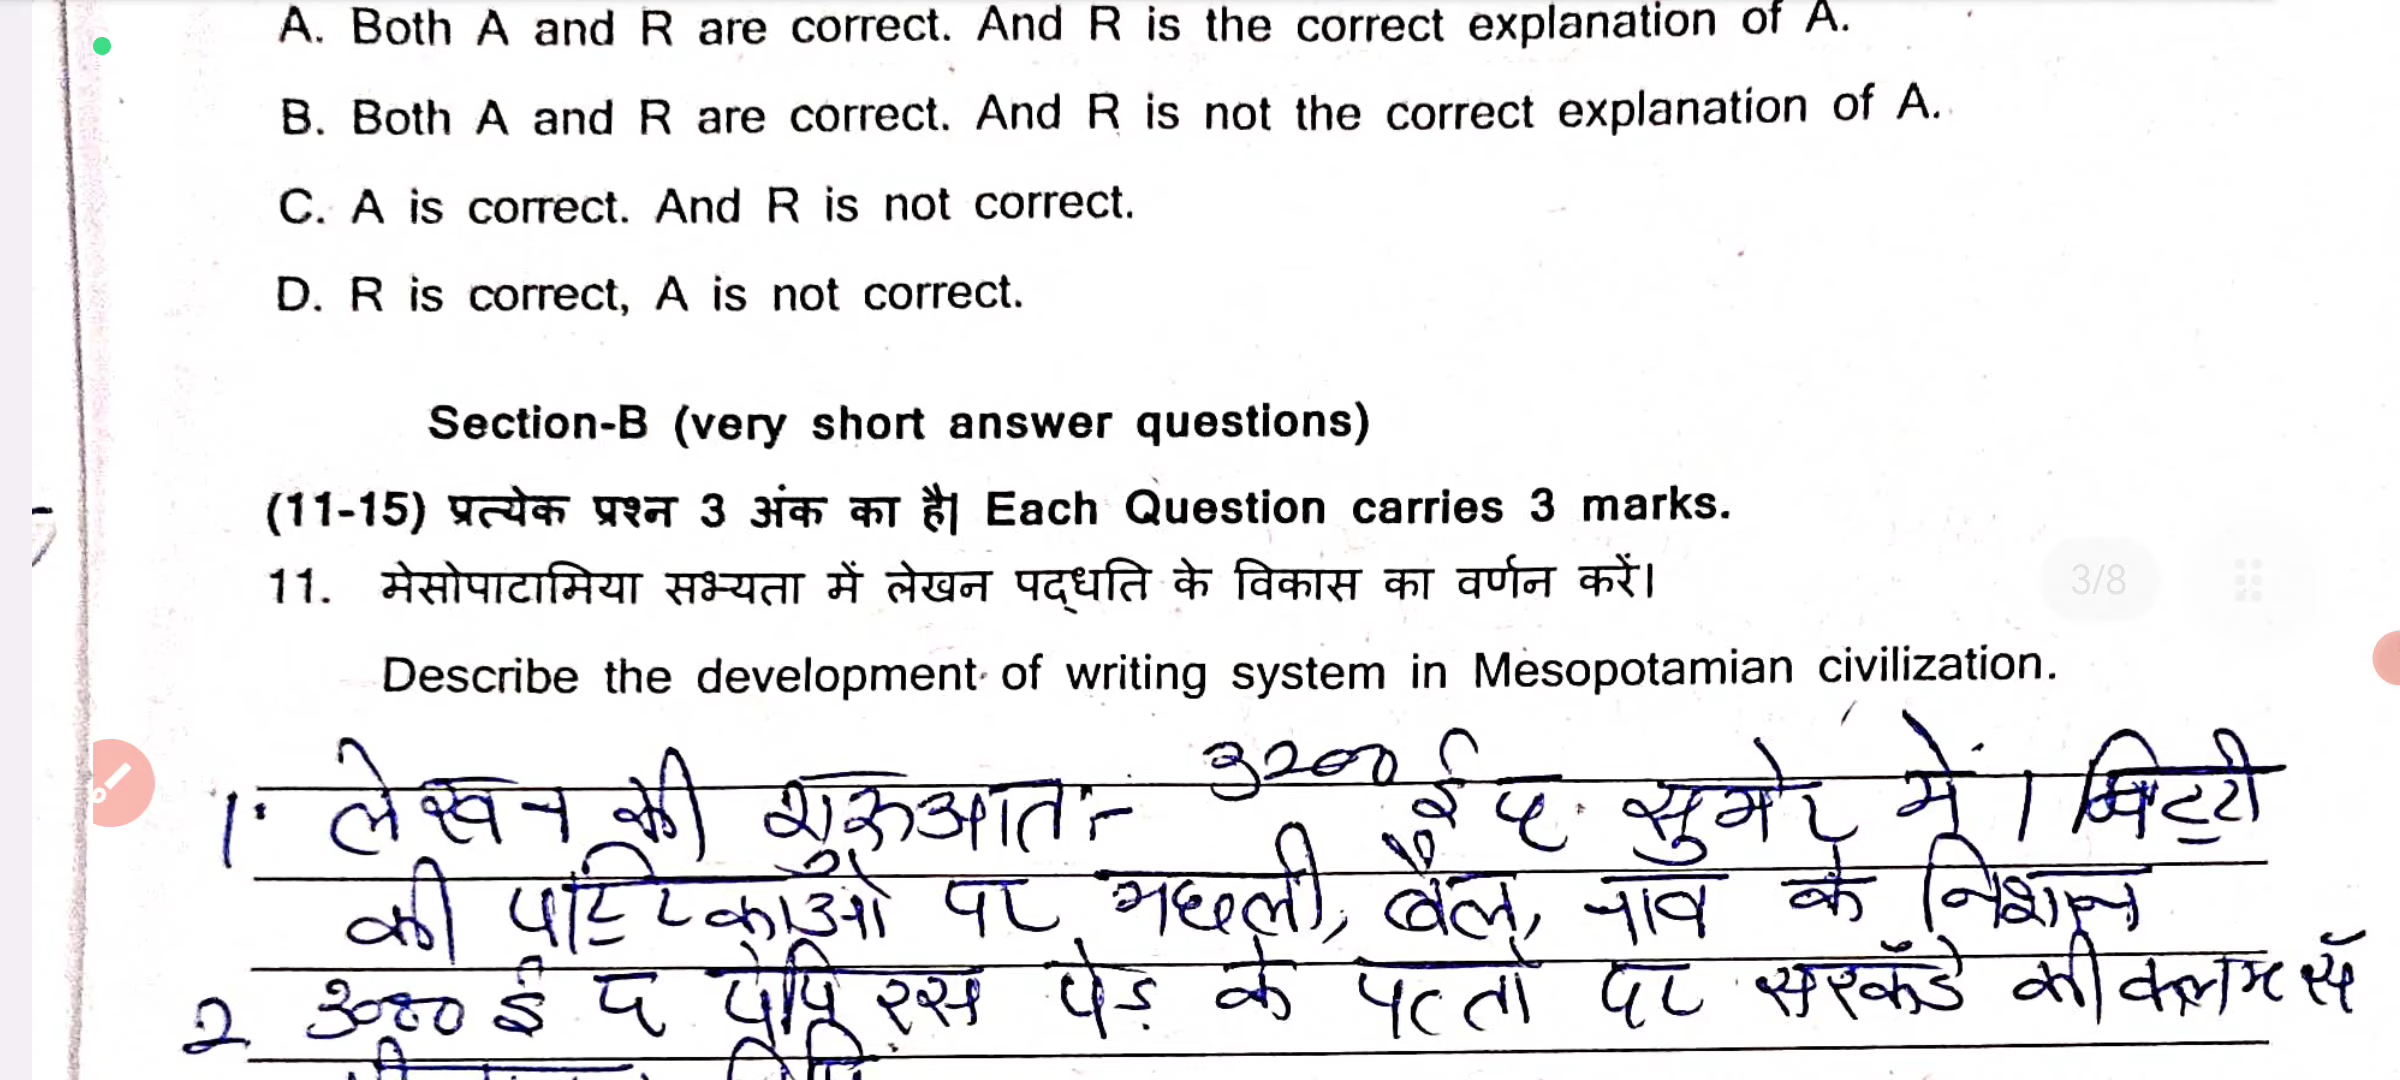 A. Both A and R are correct. And R is the correct explanation of A.
B. Both A and R are correct. And R is not the correct explanation of A.
C. A is correct. And R is not correct.
D. R is correct, A is not correct.
Section-B (very short answer questions)
(11-15) प्रत्येक प्रश्न 3 अंक का है| Each Question carries 3 marks.
11. मेसोपाटामिया सभ्यता में लेखन पद्धति के विकास का वर्णन करें।
3/8
Describe the development of writing system in Mesopotamian civilization.
1. लेखन की शुरुआत:- 3200 ई पू. सुमेर में । मिट्टी
की पट्टिकाओं पर मछली, बैल, नाव के निशान
2. 3000 ई पू पेपिरस पेड़ के पत्तों पर सरकंडे की कलम से